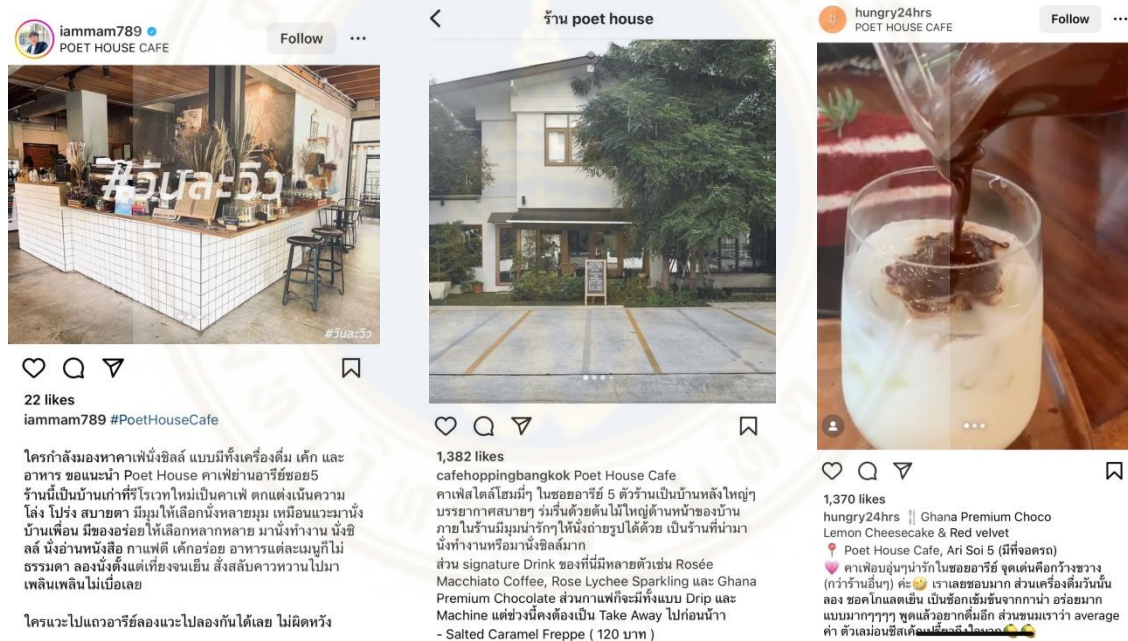 iammam789
POET HOUSE CAFE
Follow
#วันละวิว
#วันละวิว
22 likes
iammam789 #PoetHouseCafe
ใครกำลังมองหาคาเฟ่นั่งชิลล์ แบบมีทั้งเครื่องดื่ม เค้ก และ
อาหาร ขอแนะนำ Poet House คาเฟ่ย่านอารีย์ซอย5
ร้านนี้เป็นบ้านเก่าที่รีโรเวทใหม่เป็นคาเฟ่ ตกแต่งเน้นความ
โล่ง โปร่ง สบายตา มีมุมให้เลือกนั่งหลายมุม เหมือนแวะมานั่ง
บ้านเพื่อน มีของอร่อยให้เลือกหลากหลาย มานั่งทำงาน นั่งชิ
ลล์ นั่งอ่านหนังสือ กาแฟดี เค้กอร่อย อาหารแต่ละเมนูก็ไม่
ธรรมดา ลองนั่งตั้งแต่เที่ยงจนเย็น สั่งสลับคาวหวานไปมา
เพลินเพลินไม่เบื่อเลย
ใครแวะไปแถวอารีย์ลองแวะไปลองกันได้เลย ไม่ผิดหวัง
ร้าน poet house
1,382 likes
cafehoppingbangkok Poet House Cafe
คาเฟ่สไตล์โฮมมี่ๆ ในซอยอารีย์ 5 ตัวร้านเป็นบ้านหลังใหญ่ๆ
บรรยากาศสบายๆ ร่มรื่นด้วยต้นไม้ใหญ่ด้านหน้าของบ้าน
ภายในร้านมีมุมน่ารักๆให้นั่งถ่ายรูปได้ด้วย เป็นร้านที่น่ามา
นั่งทำงานหรือมานั่งชิลมาก
ส่วน signature Drink ของที่นี่มีหลายตัวเช่น Rosée
Macchiato Coffee, Rose Lychee Sparkling และ Ghana
Premium Chocolate ส่วนกาแฟก็จะมีทั้งแบบ Drip และ
Machine แต่ช่วงนี้คงต้องเป็น Take Away ไปก่อนน้าา
- Salted Caramel Freppe ( 120 บาท )
hungry24hrs
POET HOUSE CAFE
Follow
1,370 likes
hungry24hrs 🍴 Ghana Premium Choco
Lemon Cheesecake & Red velvet
📍 Poet House Cafe, Ari Soi 5 (มีที่จอดรถ)
💗 คาเฟ่อบอุ่นๆน่ารักในซอยอารีย์ จุดเด่นคือกว้างขวาง
(กว่าร้านอื่นๆ) ค่ะ🤣 เราเลยชอบมาก ส่วนเครื่องดื่มวันนั้น
ลอง ชอคโกแลตเย็น เป็นช้อกเข้มข้นจากกาน่า อร่อยมาก
แบบมากๆๆๆๆ พูดแล้วอยากดื่มอีก ส่วนขนมเราว่า average
ค่า ตัวเลม่อนชีสเค้ก